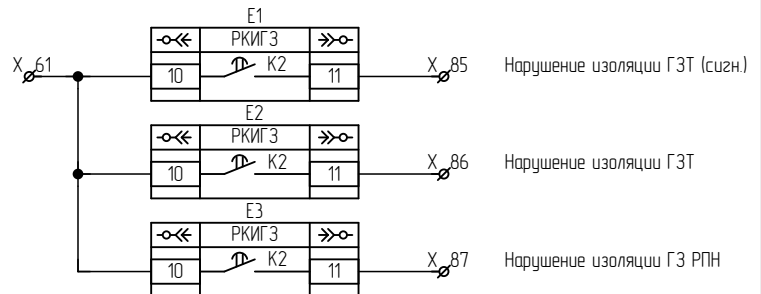 E1
РКИГЗ
X 61 10 K2 11 X 85 Нарушение изоляции ГЗТ (сигн.)
E2
РКИГЗ
10 K2 11 X 86 Нарушение изоляции ГЗТ
E3
РКИГЗ
10 K2 11 X 87 Нарушение изоляции ГЗ РПН